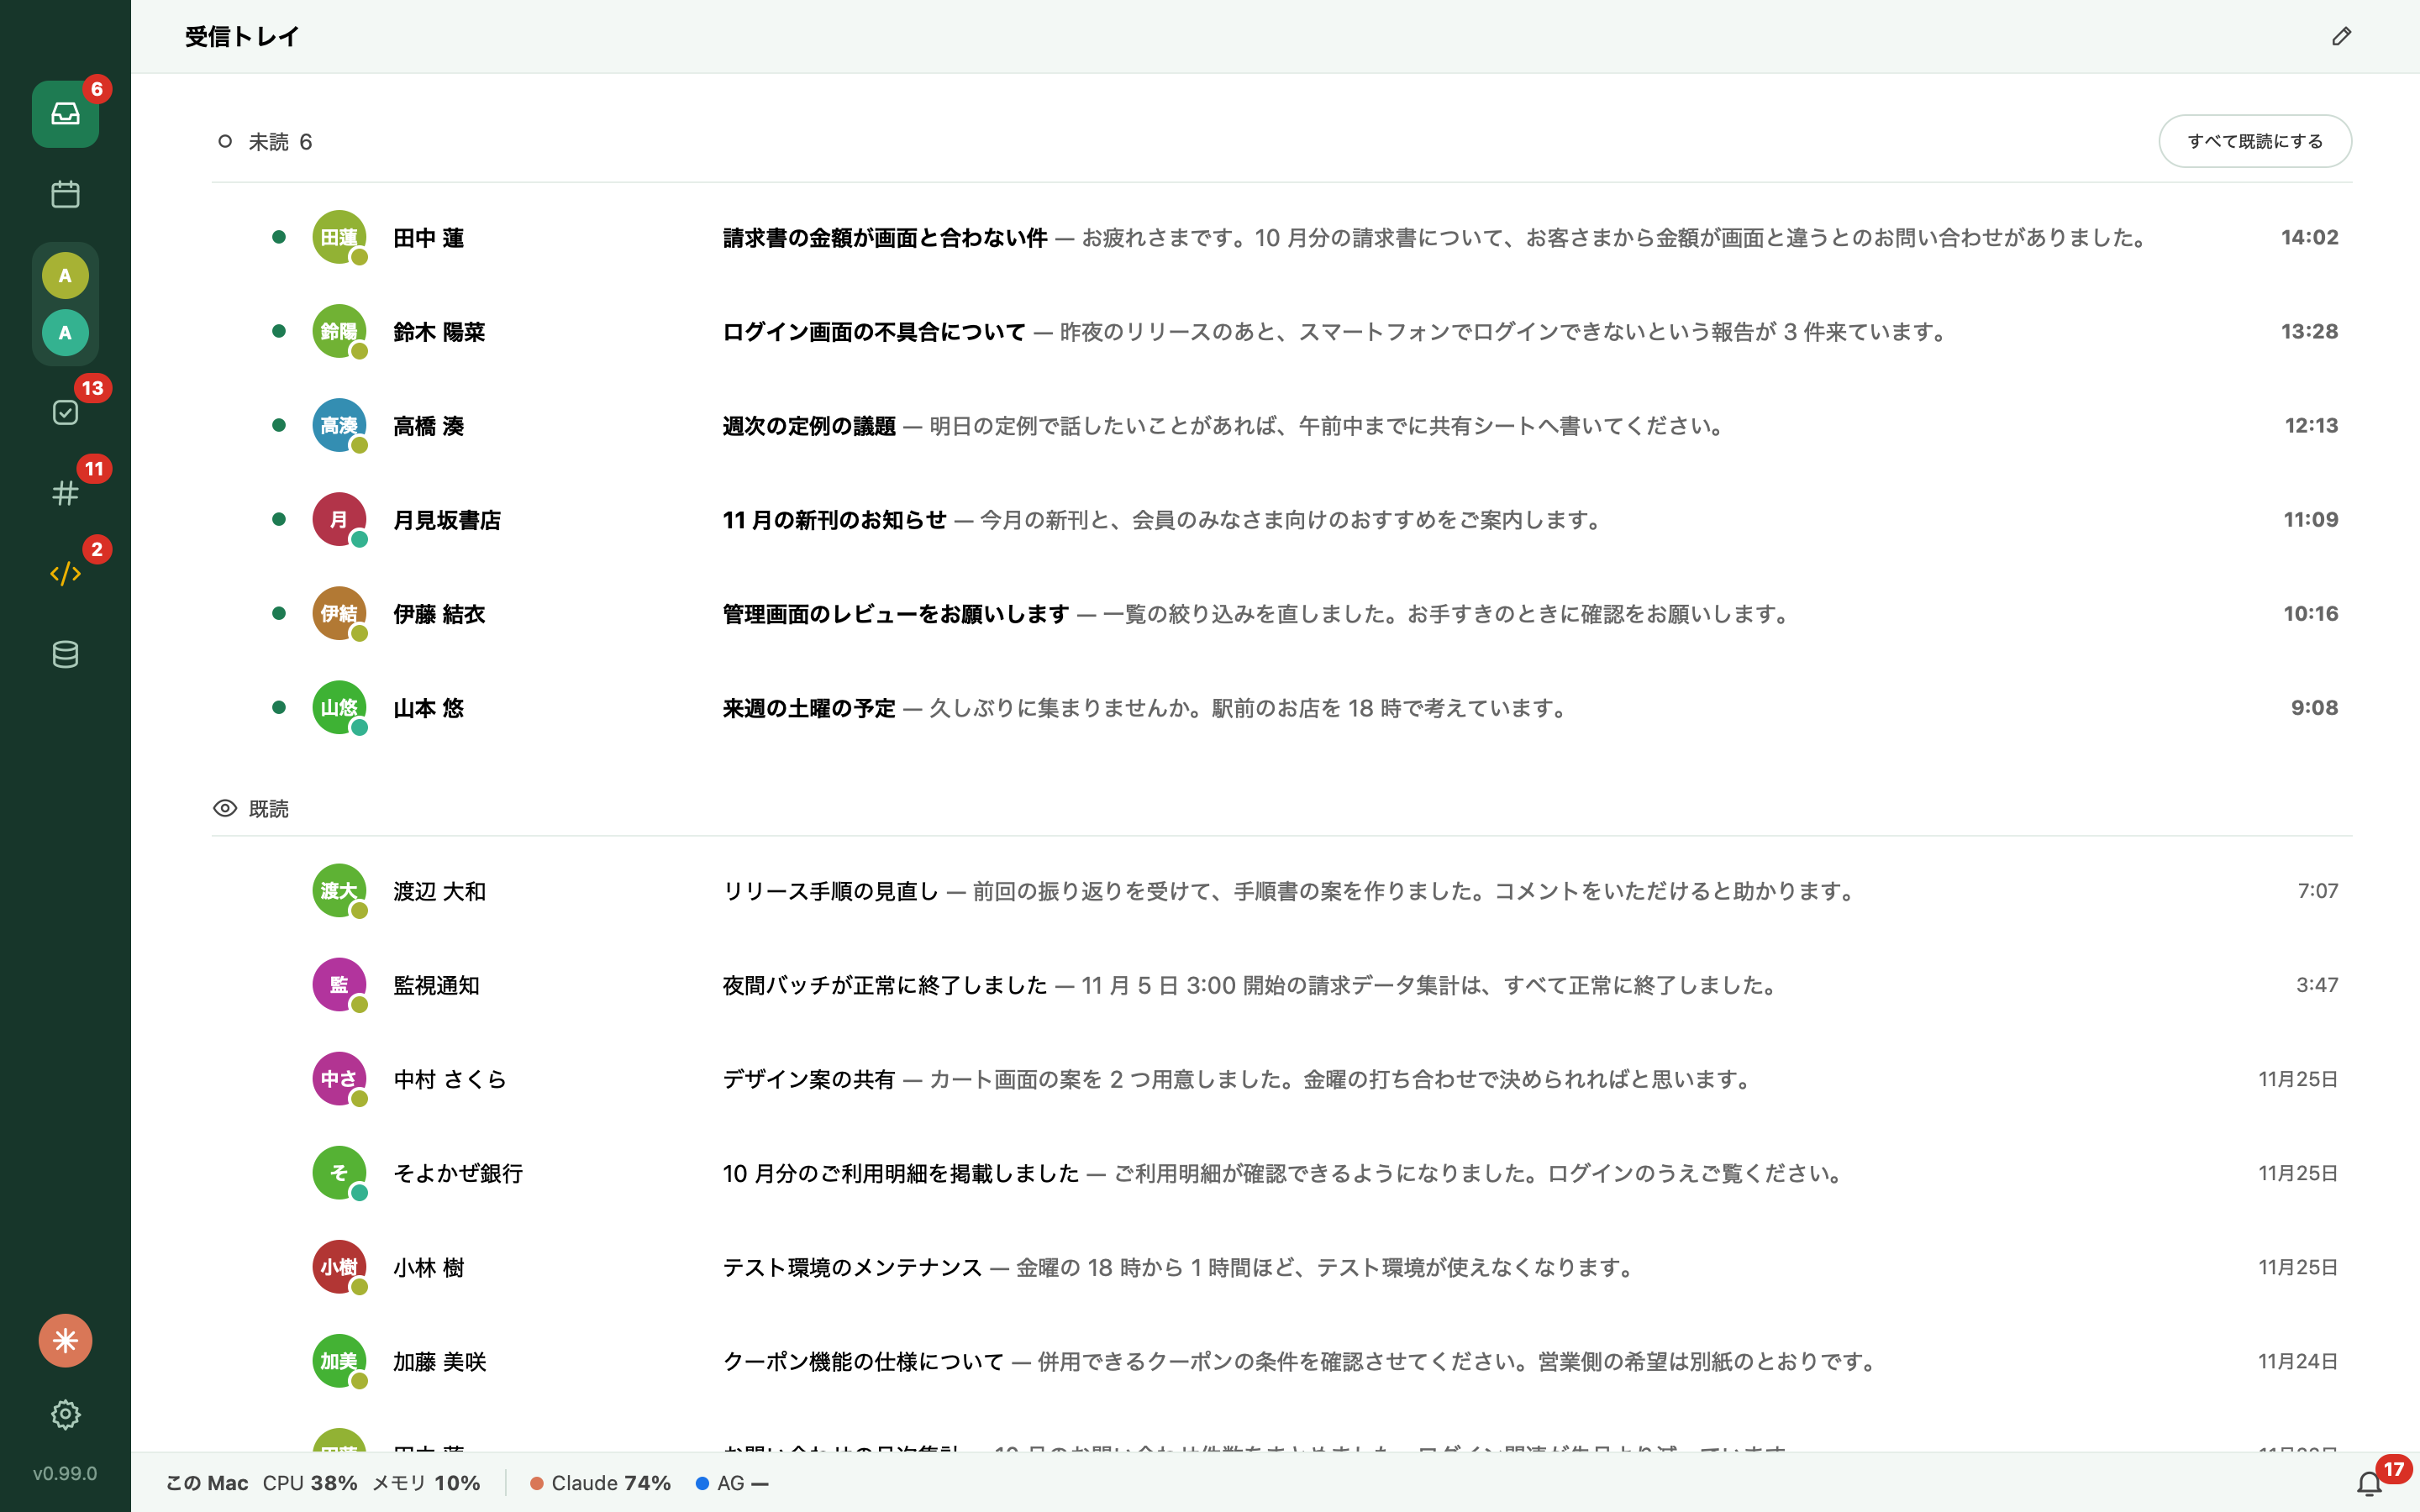 受信トレイ
6
未読 6
すべて既読にする
田蓮 田中 蓮 請求書の金額が画面と合わない件 — お疲れさまです。10 月分の請求書について、お客さまから金額が画面と違うとのお問い合わせがありました。 14:02
A
鈴陽 鈴木 陽菜 ログイン画面の不具合について — 昨夜のリリースのあと、スマートフォンでログインできないという報告が 3 件来ています。 13:28
A
13
高湊 高橋 湊 週次の定例の議題 — 明日の定例で話したいことがあれば、午前中までに共有シートへ書いてください。 12:13
11
月 月見坂書店 11 月の新刊のお知らせ — 今月の新刊と、会員のみなさま向けのおすすめをご案内します。 11:09
2
伊結 伊藤 結衣 管理画面のレビューをお願いします — 一覧の絞り込みを直しました。お手すきのときに確認をお願いします。 10:16
山悠 山本 悠 来週の土曜の予定 — 久しぶりに集まりませんか。駅前のお店を 18 時で考えています。 9:08
既読
渡大 渡辺 大和 リリース手順の見直し — 前回の振り返りを受けて、手順書の案を作りました。コメントをいただけると助かります。 7:07
監 監視通知 夜間バッチが正常に終了しました — 11 月 5 日 3:00 開始の請求データ集計は、すべて正常に終了しました。 3:47
中さ 中村 さくら デザイン案の共有 — カート画面の案を 2 つ用意しました。金曜の打ち合わせで決められればと思います。 11月25日
そ そよかぜ銀行 10 月分のご利用明細を掲載しました — ご利用明細が確認できるようになりました。ログインのうえご覧ください。 11月25日
小樹 小林 樹 テスト環境のメンテナンス — 金曜の 18 時から 1 時間ほど、テスト環境が使えなくなります。 11月25日
加美 加藤 美咲 クーポン機能の仕様について — 併用できるクーポンの条件を確認させてください。営業側の希望は別紙のとおりです。 11月24日
v0.99.0
この Mac CPU 38% メモリ 10% Claude 74% AG —
17